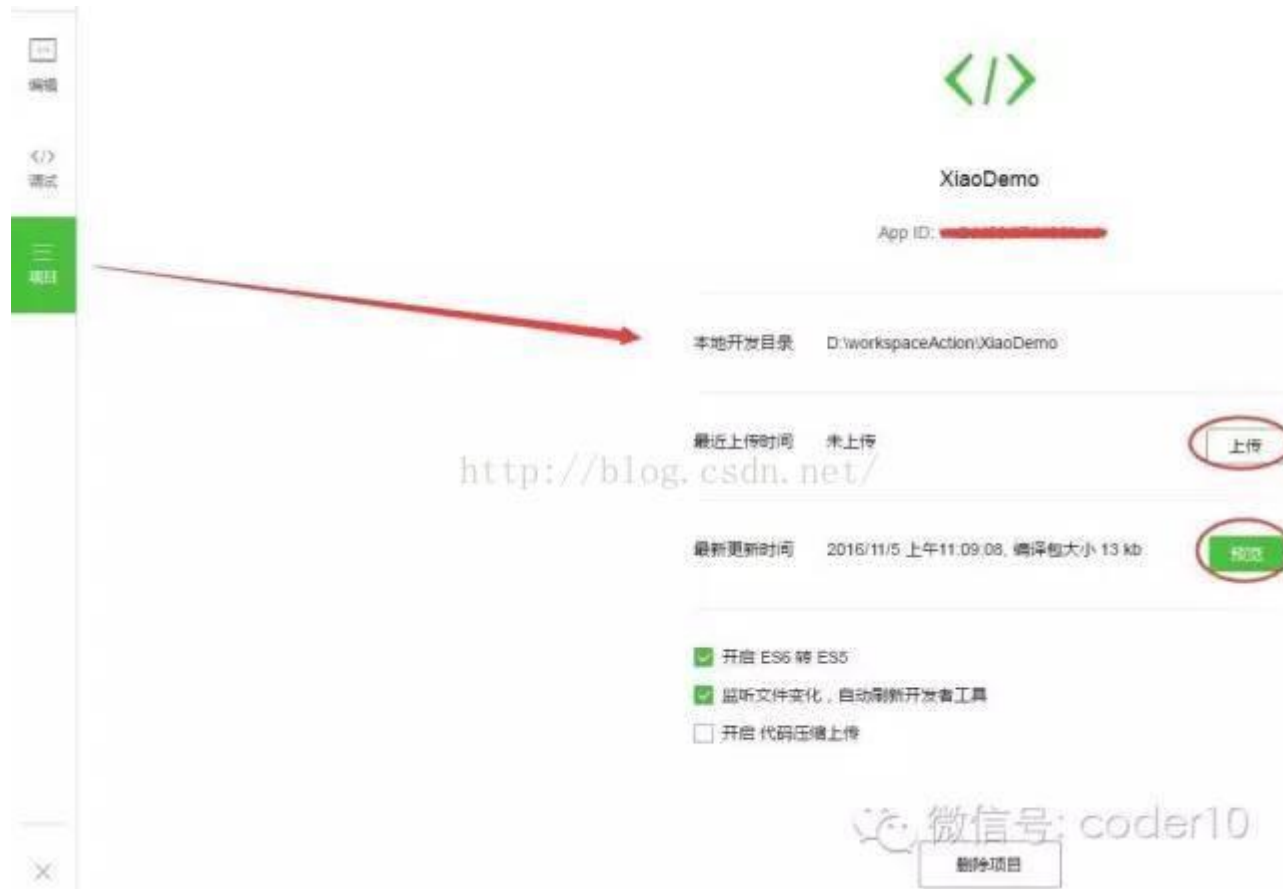 编辑
</>
调试
项目
</>
XiaoDemo
App ID:
本地开发目录 D:\workspaceAction\XiaoDemo
最近上传时间 未上传 上传
http://blog.csdn.net/
最新更新时间 2016/11/5 上午11:09:08, 编译包大小 13 kb 预览
开启 ES6 转 ES5
监听文件变化，自动刷新开发者工具
开启 代码压缩上传
微信号: coder10
删除项目